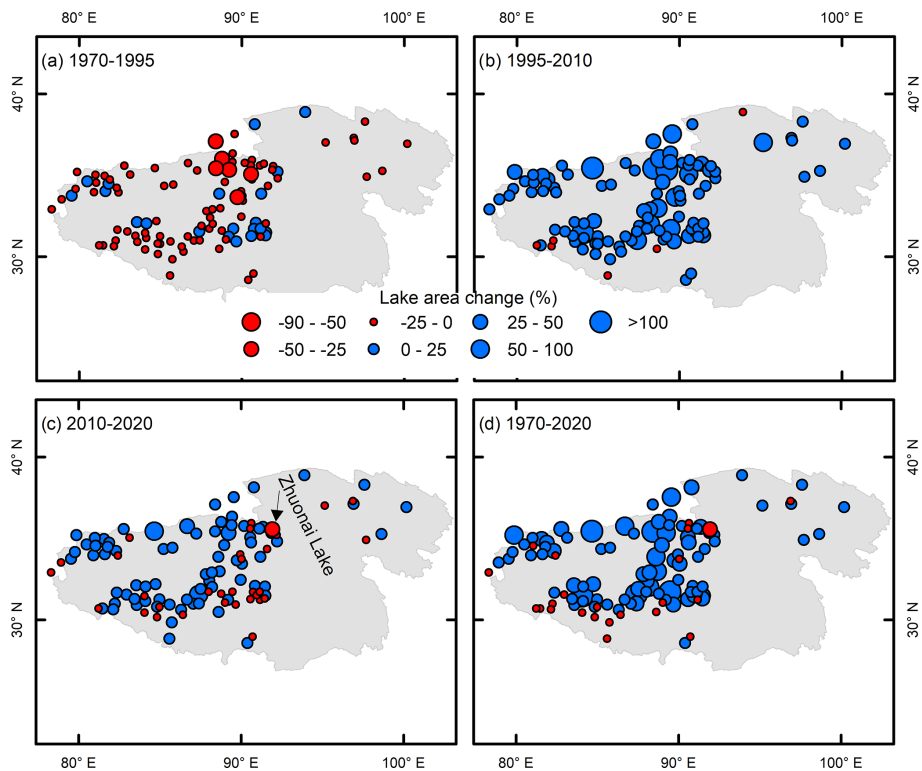 80° E 90° E 100° E 80° E 90° E 100° E
(a) 1970-1995 (b) 1995-2010
40° N 40° N
30° N 30° N
Lake area change (%)
-90 - -50 -25 - 0 25 - 50 >100
-50 - -25 0 - 25 50 - 100
(c) 2010-2020 (d) 1970-2020
40° N 40° N
Zhuonai Lake
30° N 30° N
80° E 90° E 100° E 80° E 90° E 100° E